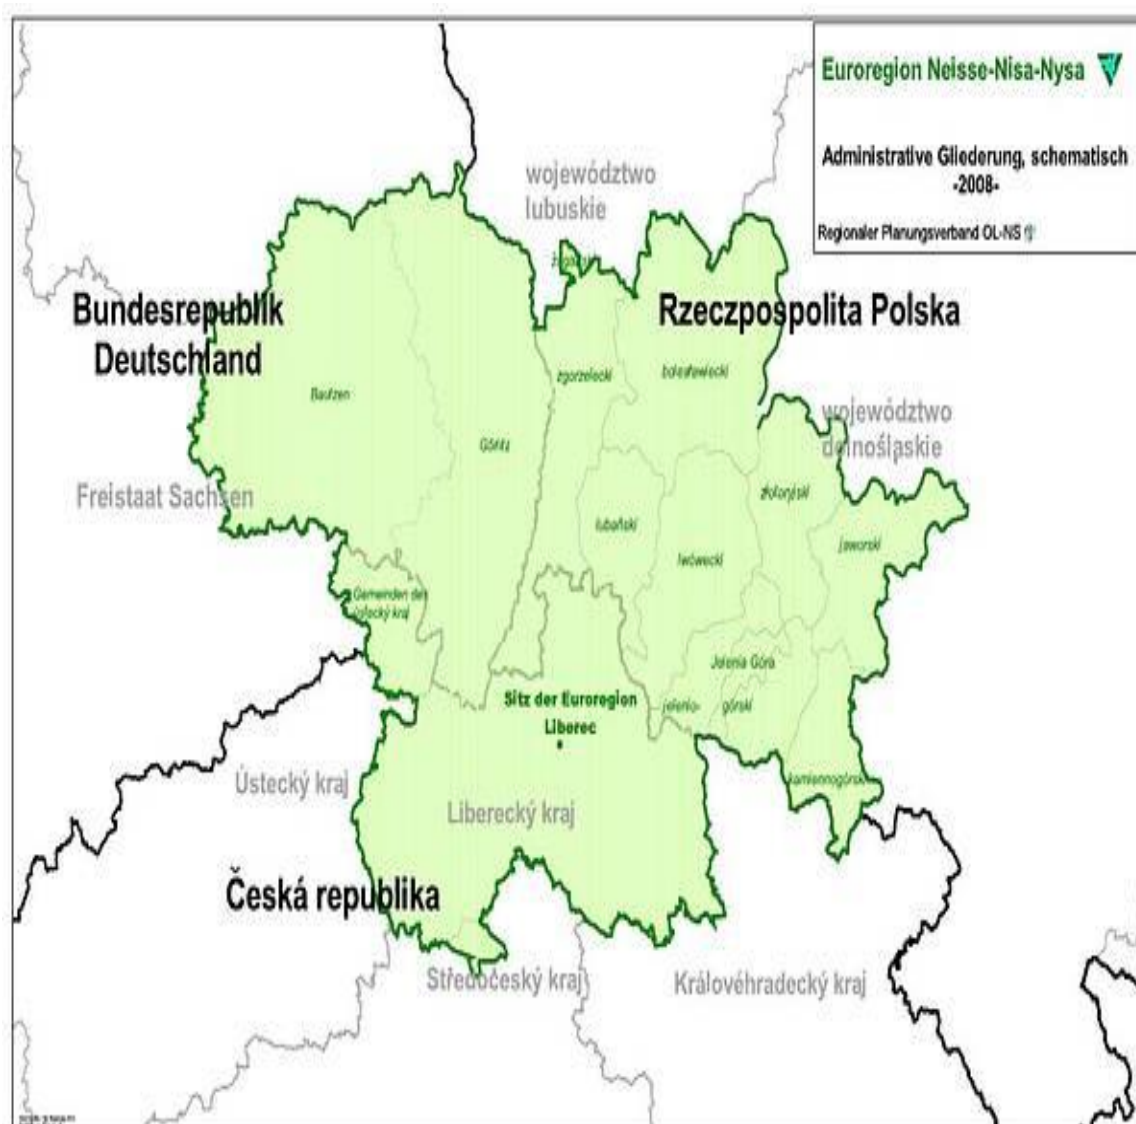 Euroregion Neisse-Nisa-Nysa
Administrative Gliederung, schematisch
-2008-
Regionaler Planungsverband OL-NS
województwo
lubuskie
Bundesrepublik
Deutschland
Rzeczpospolita Polska
zgorzelecki
bolesławiecki
Bautzen
Görlitz
województwo
dolnośląskie
Freistaat Sachsen
złotoryjski
lubański
jaworski
lwówecki
Gemeinden des
Ústecký kraj
Jelenia Góra
Sitz der Euroregion
Liberec
jelenio-
górski
kamiennogórski
Ústecký kraj
Liberecký kraj
Česká republika
Středočeský kraj
Královéhradecký kraj